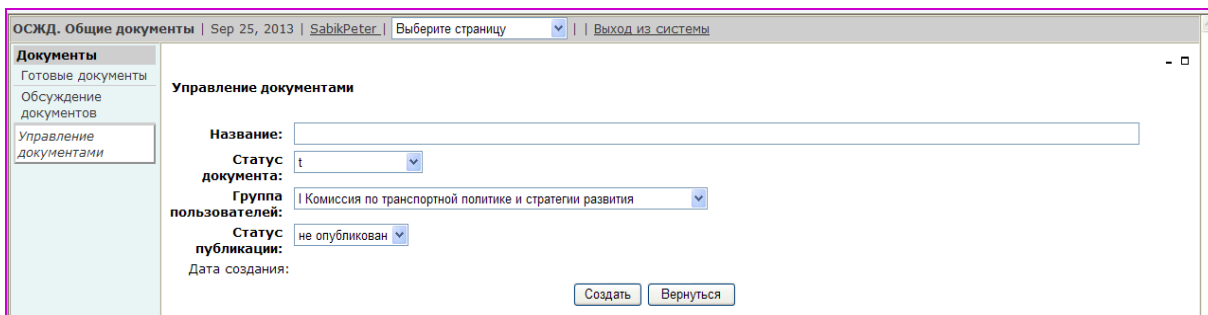 ОСЖД. Общие документы | Sep 25, 2013 | SabikPeter | Выберите страницу | | Выход из системы
Документы
Готовые документы
Обсуждение
документов
Управление
документами
Управление документами
Название:
Статус
документа:
t
Группа
пользователей:
I Комиссия по транспортной политике и стратегии развития
Статус
публикации:
не опубликован
Дата создания:
Создать Вернуться